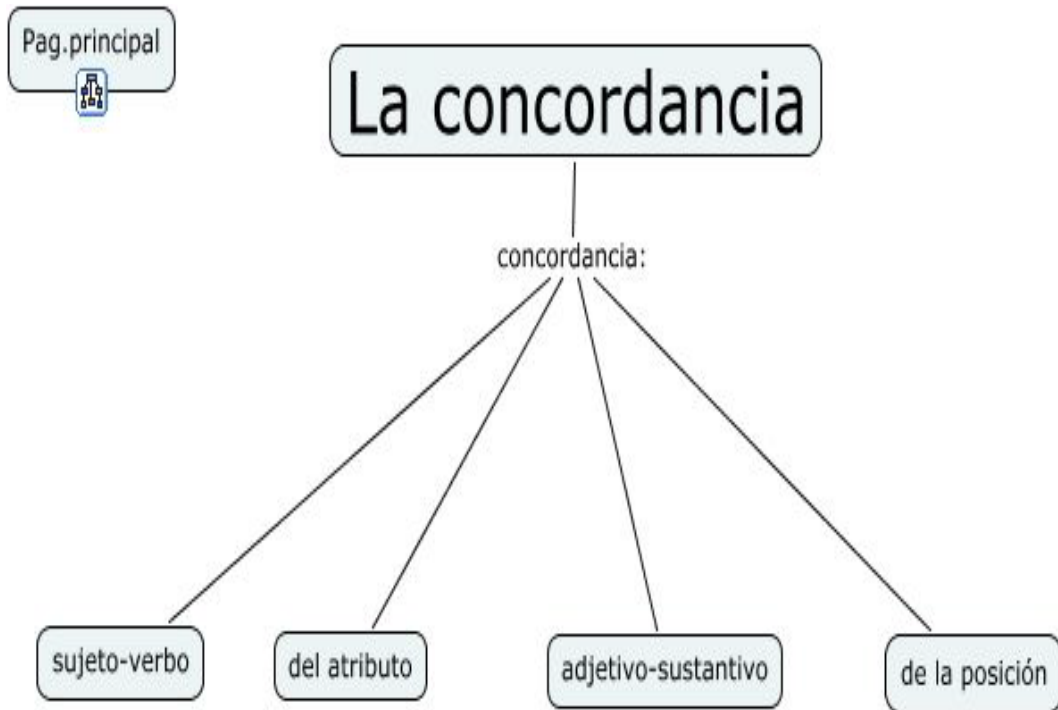 Pag.principal
La concordancia
concordancia:
sujeto-verbo
del atributo
adjetivo-sustantivo
de la posición